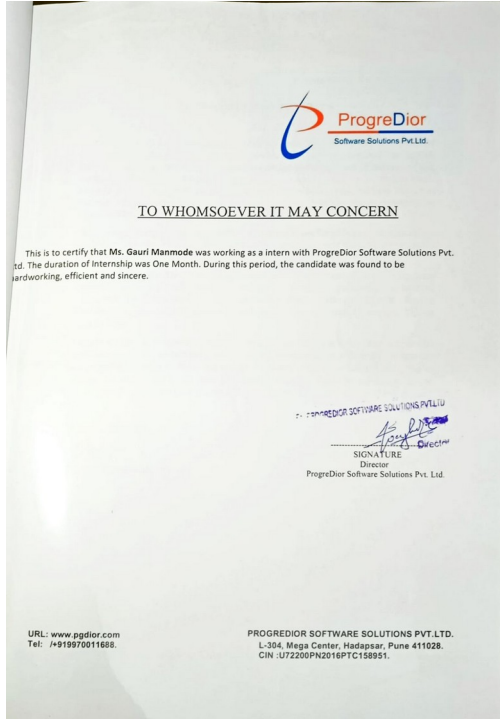 ProgreDior
Software Solutions Pvt.Ltd.
TO WHOMSOEVER IT MAY CONCERN
This is to certify that Ms. Gauri Manmode was working as a intern with ProgreDior Software Solutions Pvt.
td. The duration of Internship was One Month. During this period, the candidate was found to be
ardworking, efficient and sincere.
PROGREDIOR SOFTWARE SOLUTIONS PVT.LTD
Director
SIGNATURE
Director
ProgreDior Software Solutions Pvt. Ltd.
URL: www.pgdior.com
Tel: /+919970011688.
PROGREDIOR SOFTWARE SOLUTIONS PVT.LTD.
L-304, Mega Center, Hadapsar, Pune 411028.
CIN :U72200PN2016PTC158951.